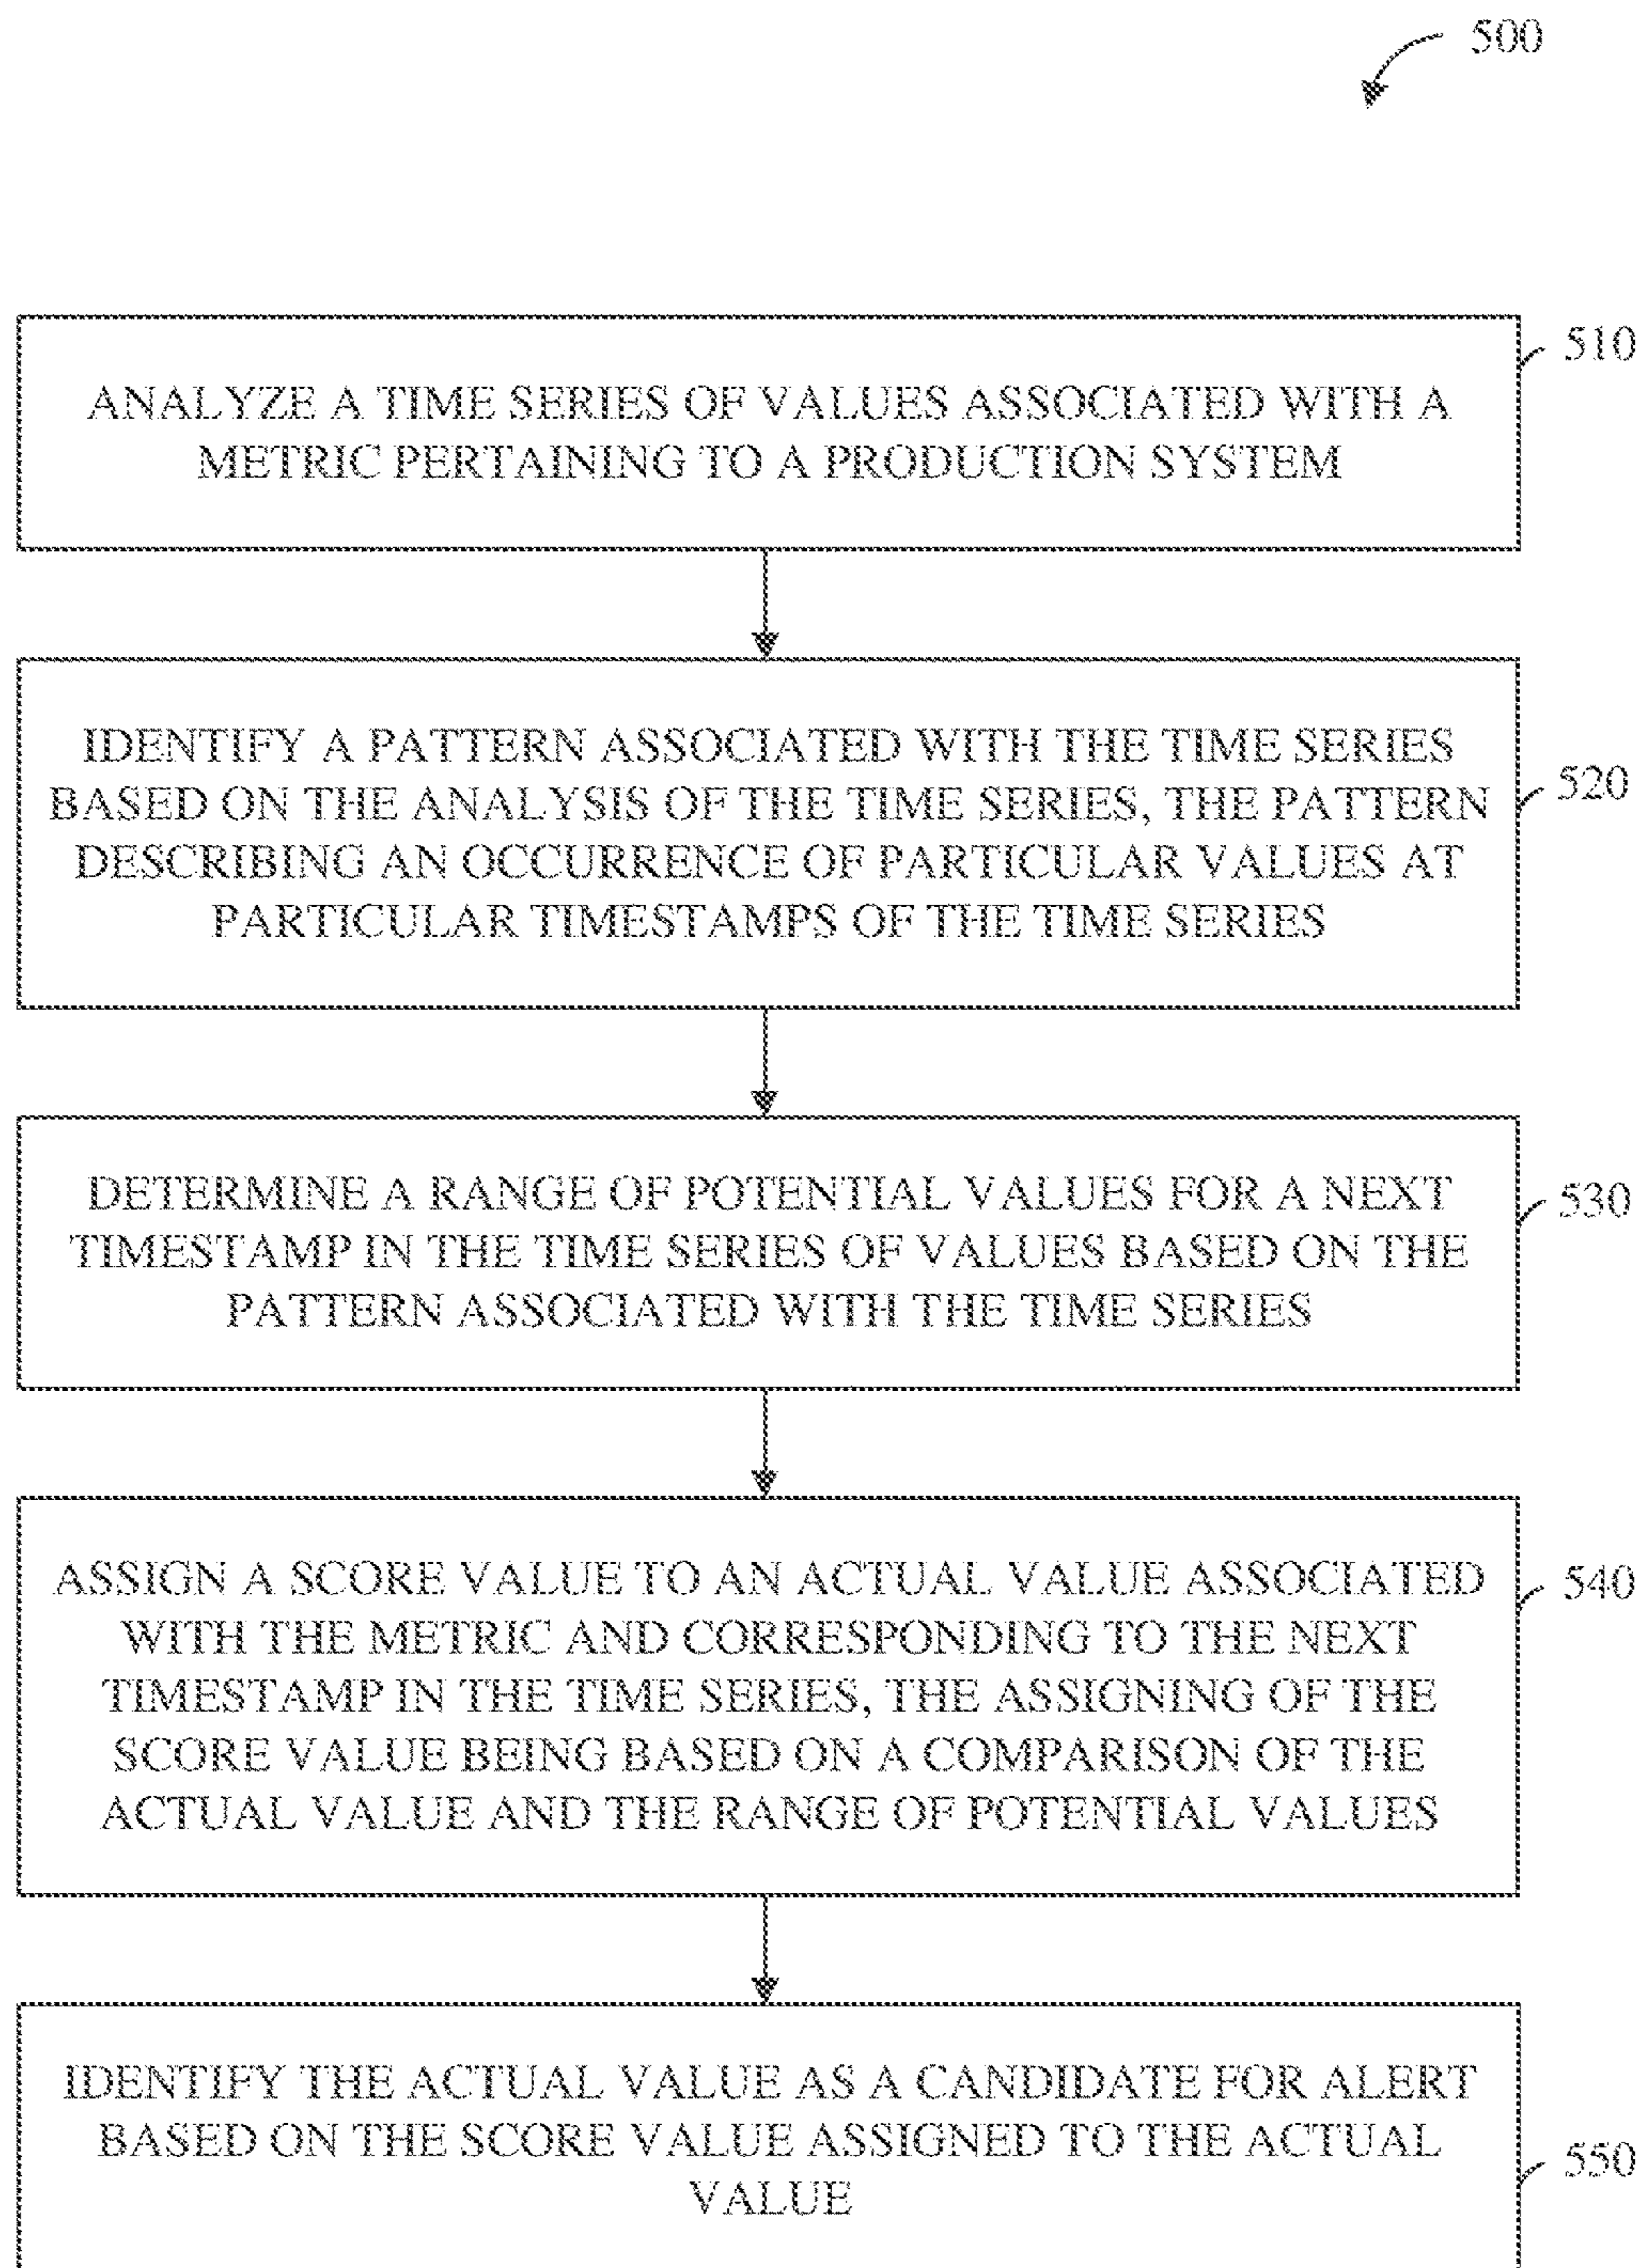 500
510
ANALYZE A TIME SERIES OF VALUES ASSOCIATED WITH A
METRIC PERTAINING TO A PRODUCTION SYSTEM
IDENTIFY A PATTERN ASSOCIATED WITH THE TIME SERIES
BASED ON THE ANALYSIS OF THE TIME SERIES, THE PATTERN
520
DESCRIBING AN OCCURRENCE OF PARTICULAR VALUES AT
PARTICULAR TIMESTAMPS OF THE TIME SERIES
DETERMINE A RANGE OF POTENTIAL VALUES FOR A NEXT
530
TIMESTAMP IN THE TIME SERIES OF VALUES BASED ON THE
PATTERN ASSOCIATED WITH THE TIME SERIES
ASSIGN A SCORE VALUE TO AN ACTUAL VALUE ASSOCIATED
540
WITH THE METRIC AND CORRESPONDING TO THE NEXT
TIMESTAMP IN THE TIME SERIES, THE ASSIGNING OF THE
SCORE VALUE BEING BASED ON A COMPARISON OF THE
ACTUAL VALUE AND THE RANGE OF POTENTIAL VALUES
IDENTIFY THE ACTUAL VALUE AS A CANDIDATE FOR ALERT
BASED ON THE SCORE VALUE ASSIGNED TO THE ACTUAL
550
VALUE